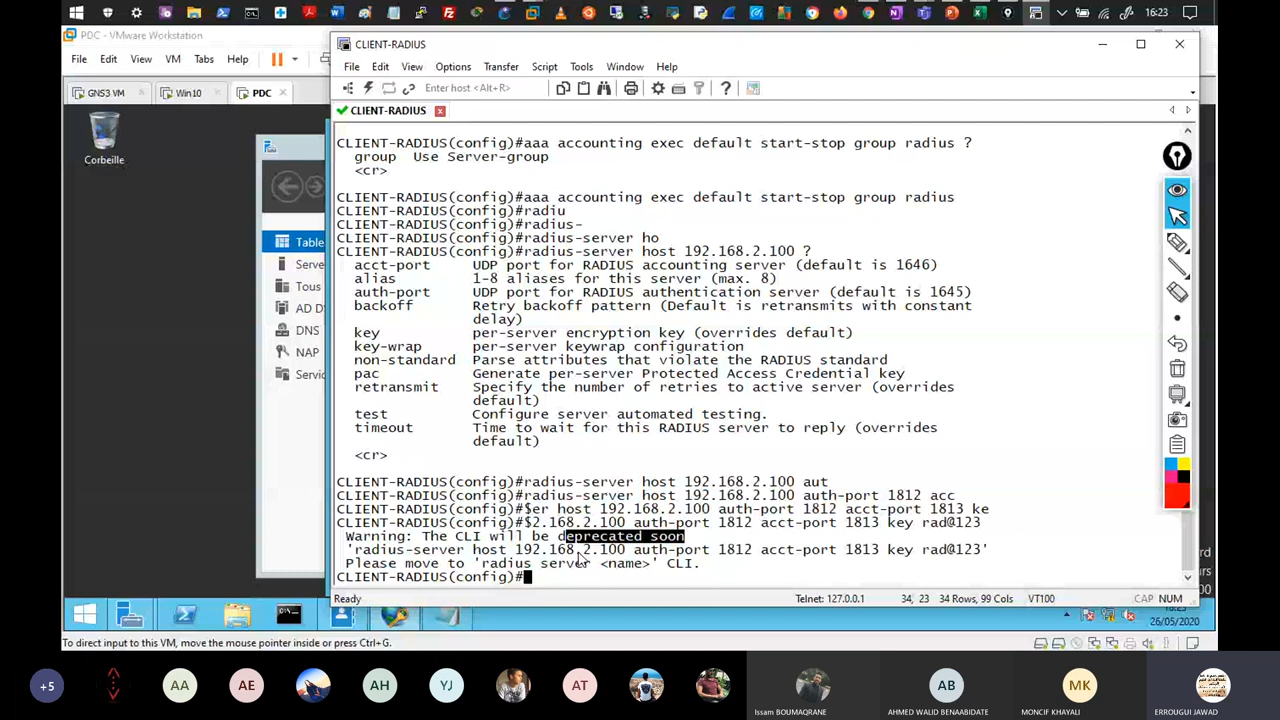 16:23
PDC - VMware Workstation
File Edit View VM Tabs Help
GNS3 VM
Win10
PDC
Corbeille
Table
Serve
Tous
AD D
DNS
NAP
Servic
CLIENT-RADIUS
File Edit View Options Transfer Script Tools Window Help
Enter host <Alt+R>
CLIENT-RADIUS
CLIENT-RADIUS(config)#aaa accounting exec default start-stop group radius ?
group Use Server-group
<cr>
CLIENT-RADIUS(config)#aaa accounting exec default start-stop group radius
CLIENT-RADIUS(config)#radiu
CLIENT-RADIUS(config)#radius-
CLIENT-RADIUS(config)#radius-server ho
CLIENT-RADIUS(config)#radius-server host 192.168.2.100 ?
acct-port UDP port for RADIUS accounting server (default is 1646)
alias 1-8 aliases for this server (max. 8)
auth-port UDP port for RADIUS authentication server (default is 1645)
backoff Retry backoff pattern (Default is retransmits with constant
delay)
key per-server encryption key (overrides default)
key-wrap per-server keywrap configuration
non-standard Parse attributes that violate the RADIUS standard
pac Generate per-server Protected Access Credential key
retransmit Specify the number of retries to active server (overrides
default)
test Configure server automated testing.
timeout Time to wait for this RADIUS server to reply (overrides
default)
<cr>
CLIENT-RADIUS(config)#radius-server host 192.168.2.100 aut
CLIENT-RADIUS(config)#radius-server host 192.168.2.100 auth-port 1812 acc
CLIENT-RADIUS(config)#$er host 192.168.2.100 auth-port 1812 acct-port 1813 ke
CLIENT-RADIUS(config)#$2.168.2.100 auth-port 1812 acct-port 1813 key rad@123
Warning: The CLI will be deprecated soon
'radius-server host 192.168.2.100 auth-port 1812 acct-port 1813 key rad@123'
Please move to 'radius server <name>' CLI.
CLIENT-RADIUS(config)#
Ready
Telnet: 127.0.0.1
34, 23
34 Rows, 99 Cols
VT100
CAP NUM
26/05/2020
To direct input to this VM, move the mouse pointer inside or press Ctrl+G.
+5
AA
AE
AH
YJ
AT
Issam BOUMAQRANE
AB
AHMED WALID BENAABIDATE
MK
MONCIF KHAYALI
ERROUGUI JAWAD